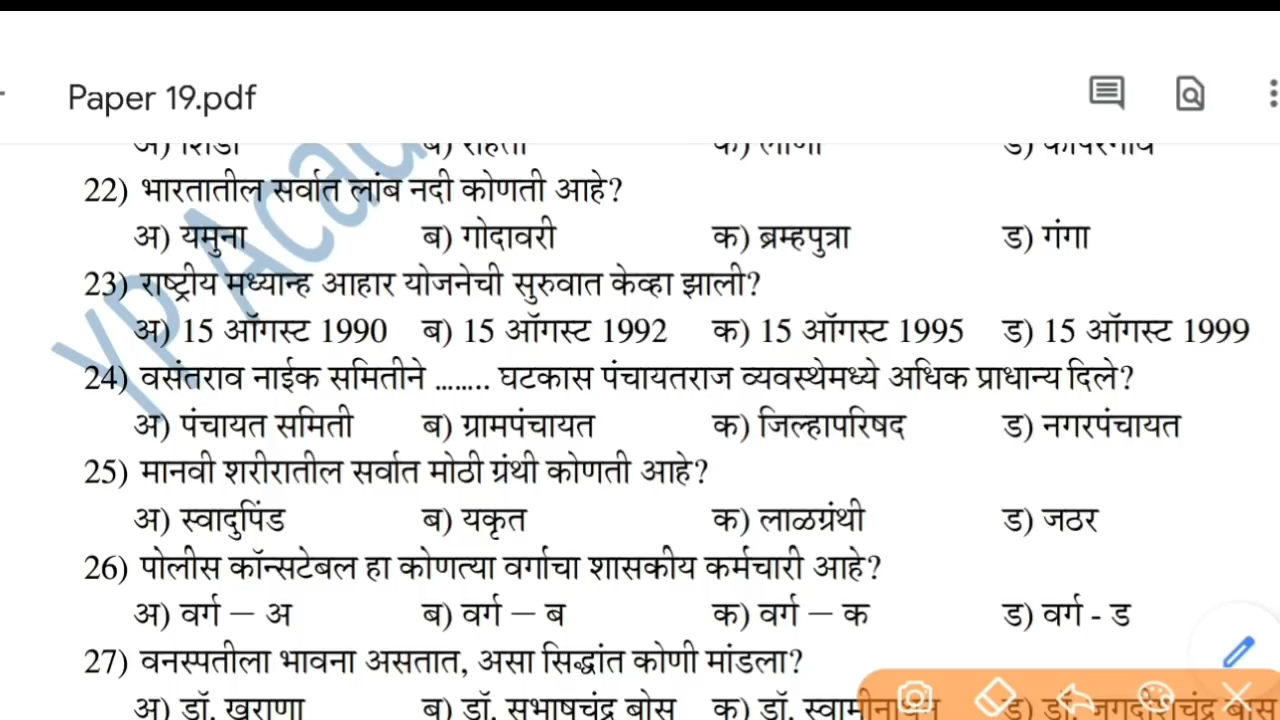 Paper 19.pdf
22) भारतातील सर्वात लांब नदी कोणती आहे?
अ) यमुना ब) गोदावरी क) ब्रम्हपुत्रा ड) गंगा
23) राष्ट्रीय मध्यान्ह आहार योजनेची सुरुवात केव्हा झाली?
अ) 15 ऑगस्ट 1990 ब) 15 ऑगस्ट 1992 क) 15 ऑगस्ट 1995 ड) 15 ऑगस्ट 1999
24) वसंतराव नाईक समितीने ........ घटकास पंचायतराज व्यवस्थेमध्ये अधिक प्राधान्य दिले?
अ) पंचायत समिती ब) ग्रामपंचायत क) जिल्हापरिषद ड) नगरपंचायत
25) मानवी शरीरातील सर्वात मोठी ग्रंथी कोणती आहे?
अ) स्वादुपिंड ब) यकृत क) लाळग्रंथी ड) जठर
26) पोलीस कॉन्सटेबल हा कोणत्या वर्गाचा शासकीय कर्मचारी आहे?
अ) वर्ग – अ ब) वर्ग – ब क) वर्ग – क ड) वर्ग - ड
27) वनस्पतीला भावना असतात, असा सिद्धांत कोणी मांडला?
अ) डॉ. खुराणा ब) डॉ. सुभाषचंद्र बोस क) डॉ. ड) डॉ. जगदीशचंद्र बोस
YP Acad